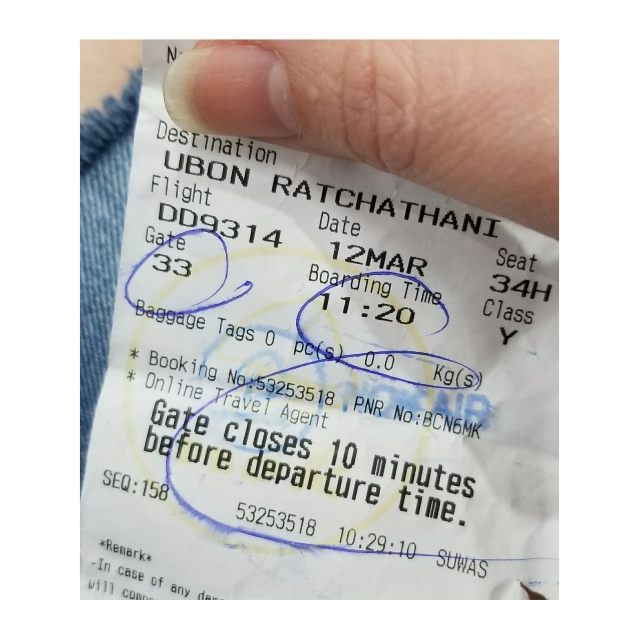 Destination
UBON RATCHATHANI
Flight Date Seat
DD9314 12MAR 34H
Gate Boarding Time Class
33 11:20 Y
Baggage Tags 0 pc(s) 0.0 Kg(s)
* Booking No:53253518 PNR No:BCN6MK
* Online Travel Agent
NOK AIR
Gate closes 10 minutes
before departure time.
SEQ:158 53253518 10:29:10 SUWAS
*Remark*
-In case of any
will